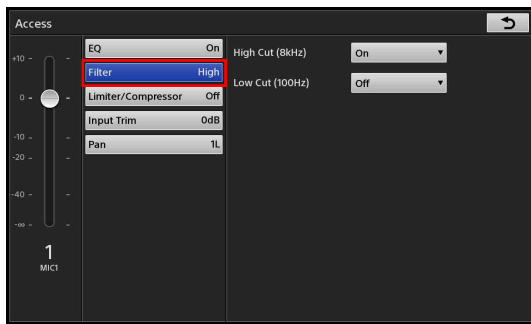 Access
+10 -
0 - -
-10 - -
-20 - -
-40 - -
-∞ - -
1
MIC1
EQ On
Filter High
Limiter/Compressor Off
Input Trim 0dB
Pan 1L
High Cut (8kHz) On
Low Cut (100Hz) Off